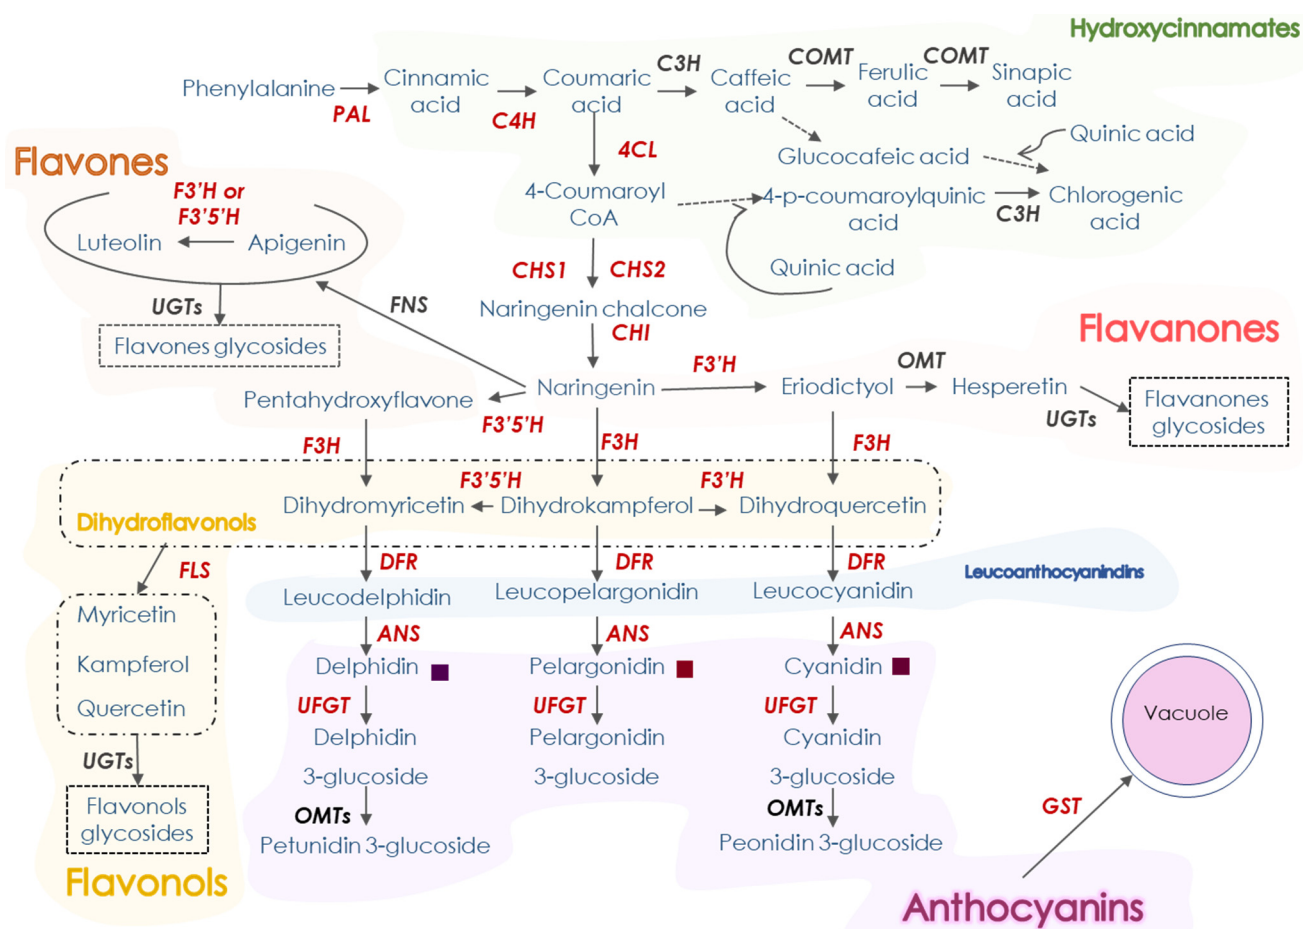 Hydroxycinnamates
Phenylalanine
PAL
Cinnamic
acid
C4H
Coumaric
acid
C3H
Caffeic
acid
COMT
Ferulic
acid
COMT
Sinapic
acid
4CL
Quinic acid
Glucocafeic acid
4-Coumaroyl
CoA
4-p-coumaroylquinic
acid
C3H
Chlorogenic
acid
Quinic acid
Flavones
F3'H or
F3'5'H
Luteolin
Apigenin
UGTs
FNS
Flavones glycosides
CHS1
CHS2
Naringenin chalcone
CHI
Flavanones
Naringenin
F3'H
Eriodictyol
OMT
Hesperetin
UGTs
Flavanones
glycosides
Pentahydroxyflavone
F3'5'H
F3H
F3H
F3H
Dihydroflavonols
Dihydromyricetin
F3'5'H
Dihydrokampferol
F3'H
Dihydroquercetin
FLS
DFR
DFR
DFR
Leucoanthocyanindins
Leucodelphidin
Leucopelargonidin
Leucocyanidin
Myricetin
Kampferol
Quercetin
ANS
ANS
ANS
Delphidin
Pelargonidin
Cyanidin
UFGT
UFGT
UFGT
Delphidin
3-glucoside
Pelargonidin
3-glucoside
Cyanidin
3-glucoside
UGTs
Flavonols
glycosides
Flavonols
OMTs
OMTs
Petunidin 3-glucoside
Peonidin 3-glucoside
Vacuole
GST
Anthocyanins